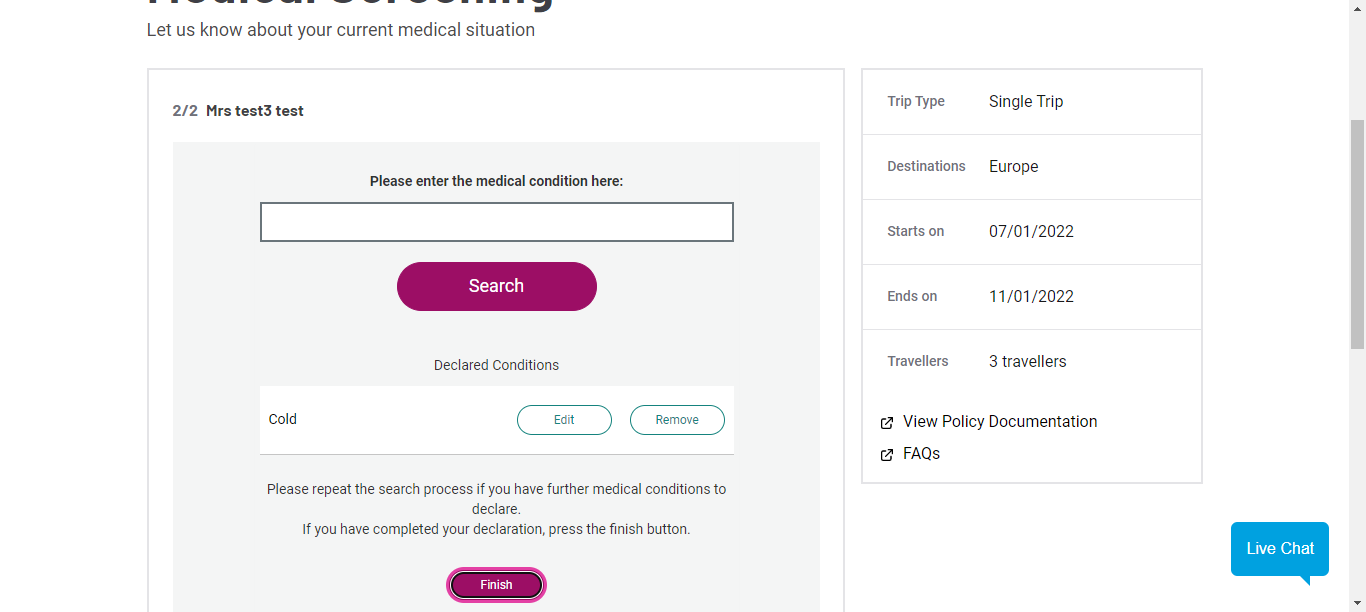 Medical Screening
Let us know about your current medical situation
2/2 Mrs test3 test
Please enter the medical condition here:
Search
Declared Conditions
Cold
Edit
Remove
Please repeat the search process if you have further medical conditions to
declare.
If you have completed your declaration, press the finish button.
Finish
Trip Type Single Trip
Destinations Europe
Starts on 07/01/2022
Ends on 11/01/2022
Travellers 3 travellers
View Policy Documentation
FAQs
Live Chat